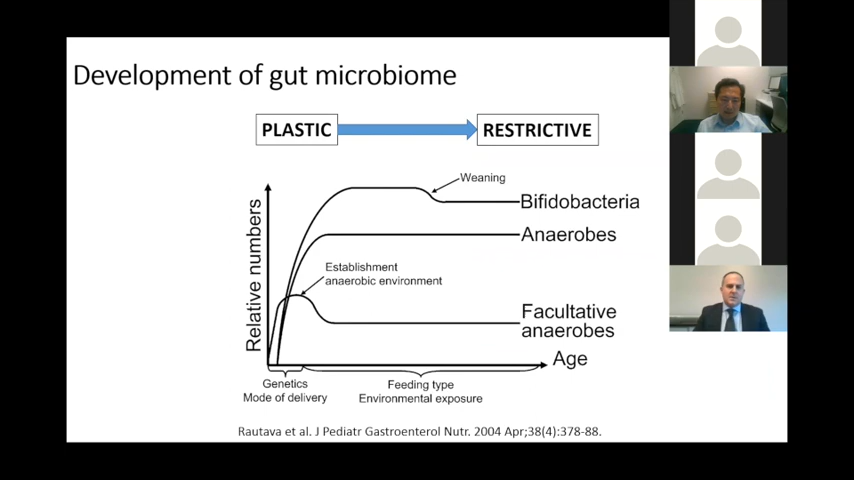 Development of gut microbiome
PLASTIC
RESTRICTIVE
Weaning
Bifidobacteria
Anaerobes
Establishment
anaerobic environment
Facultative
anaerobes
Relative numbers
Age
Genetics
Mode of delivery
Feeding type
Environmental exposure
Rautava et al. J Pediatr Gastroenterol Nutr. 2004 Apr;38(4):378-88.